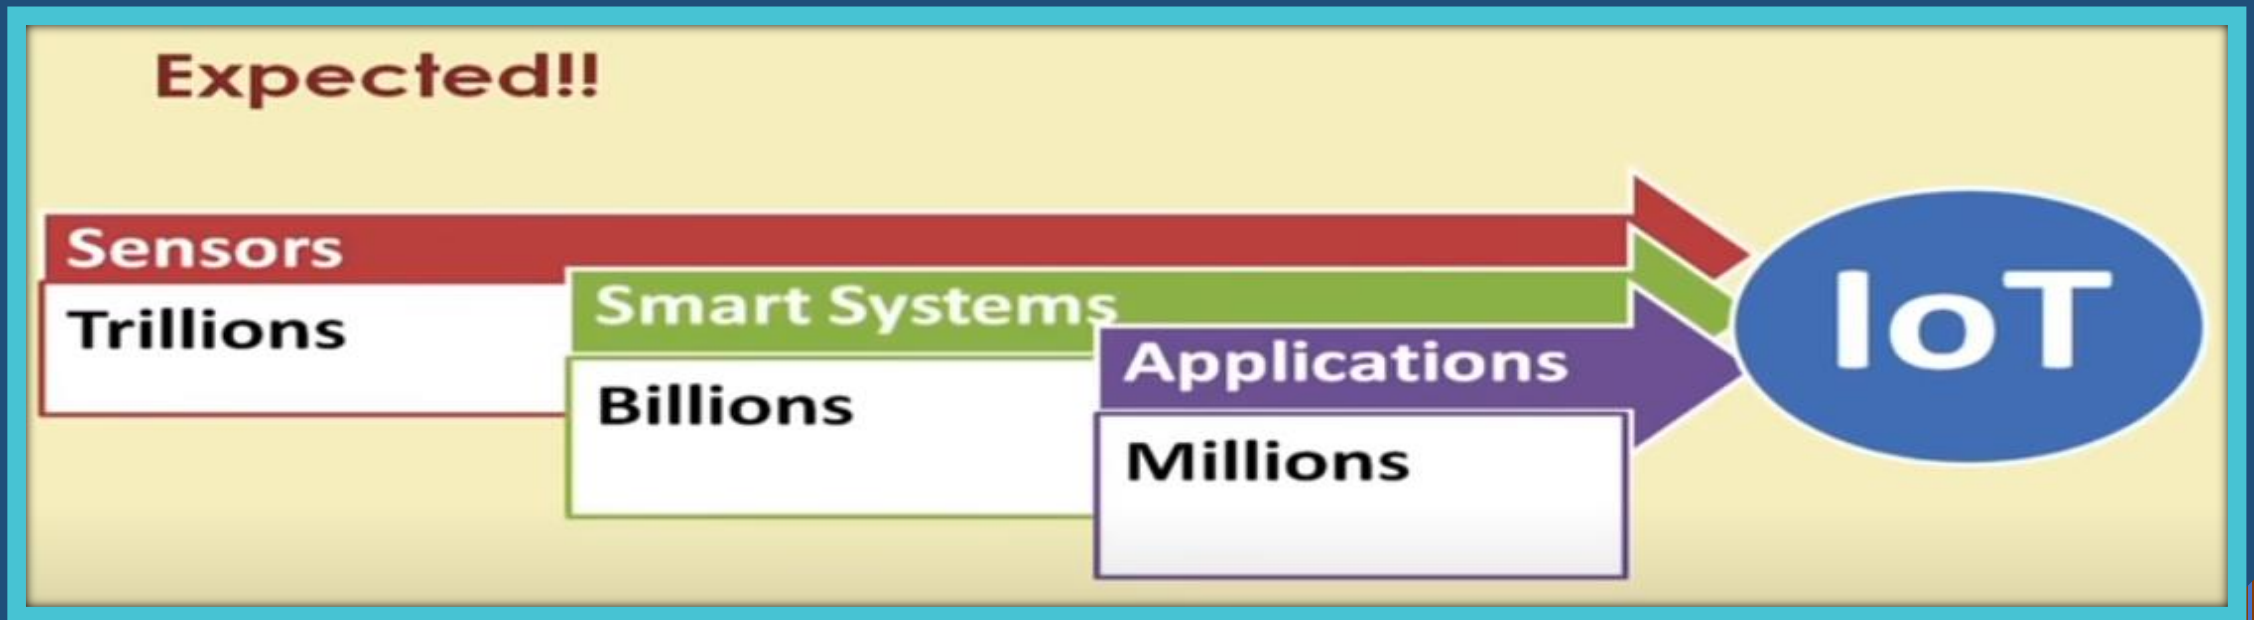 Expected!!
Sensors
Trillions
Smart Systems
Billions
Applications
Millions
IoT